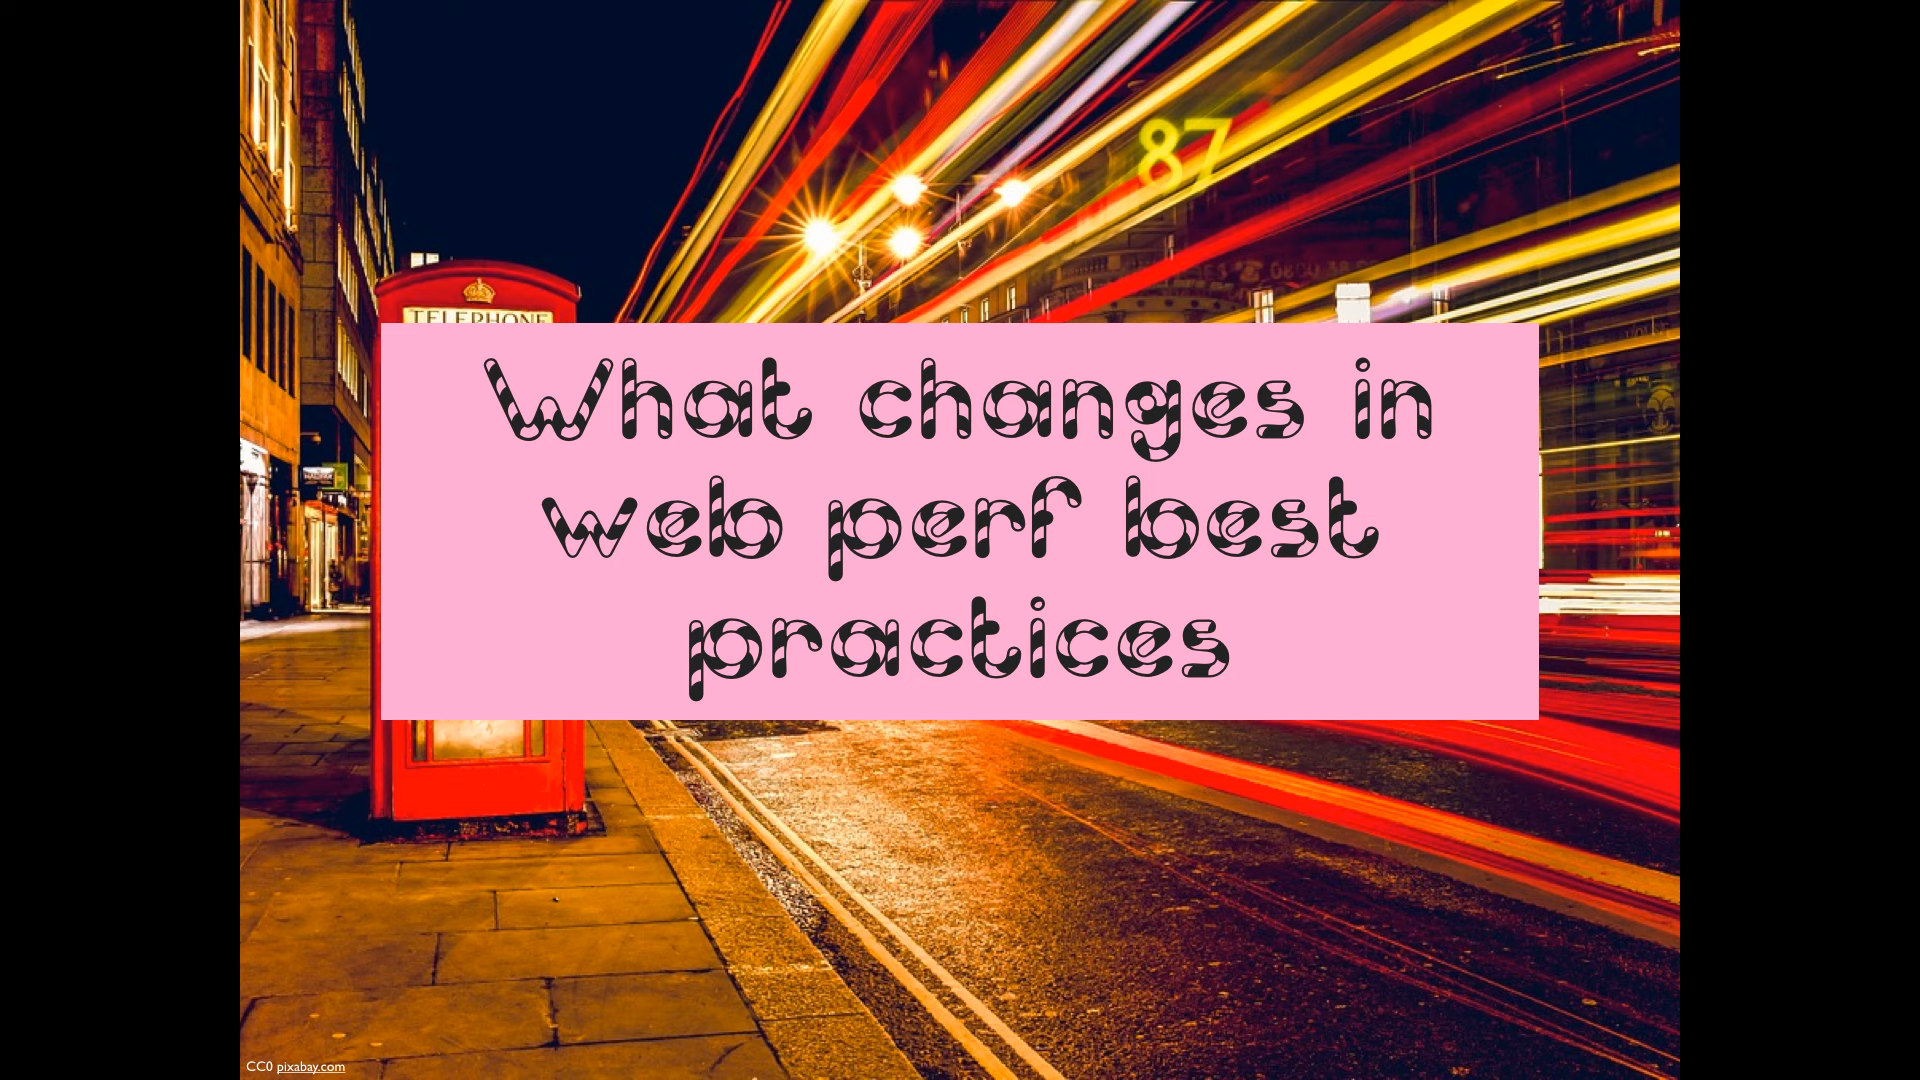 87
TELEPHONE
What changes in
web perf best
practices
CC0 pixabay.com